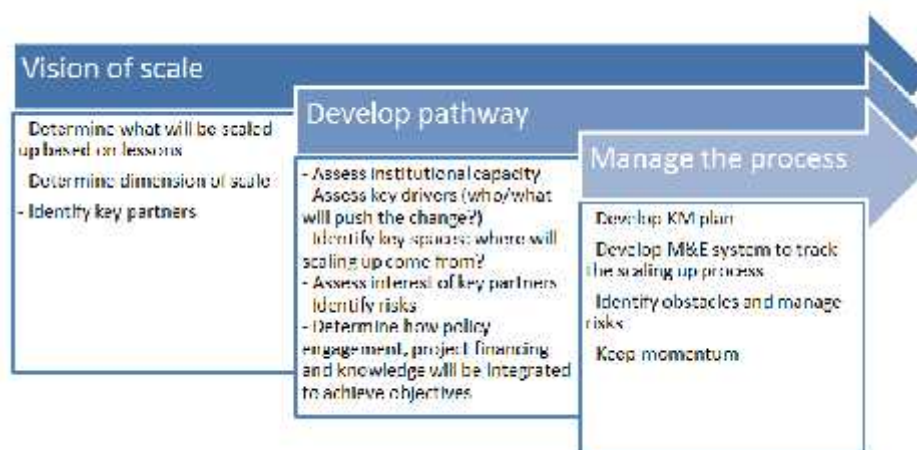 Vision of scale
- Determine what will be scaled
up based on lessons
- Determine dimension of scale
- Identify key partners
Develop pathway
- Assess institutional capacity
- Assess key drivers (who/what
will push the change?)
- Identify key spaces: where will
scaling up come from?
- Assess interest of key partners
- Identify risks
- Determine how policy
engagement, project financing
and knowledge will be integrated
to achieve objectives
Manage the process
- Develop KM plan
- Develop M&E system to track
the scaling up process
- Identify obstacles and manage
risks
- Keep momentum